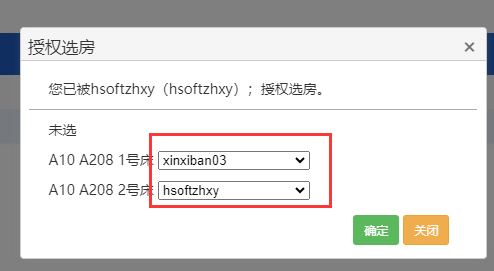 授权选房 ×
您已被hsoftzhxy（hsoftzhxy）；授权选房。
未选
A10 A208 1号床 xinxiban03
A10 A208 2号床 hsoftzhxy
确定 关闭